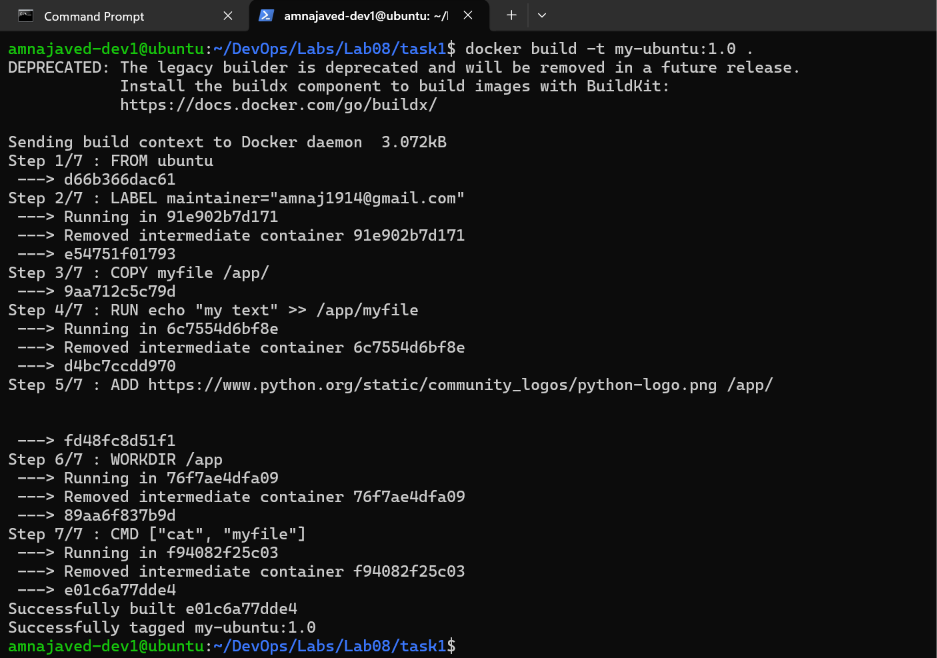 Command Prompt
amnajaved-dev1@ubuntu: ~/l
amnajaved-dev1@ubuntu:~/DevOps/Labs/Lab08/task1$ docker build -t my-ubuntu:1.0 .
DEPRECATED: The legacy builder is deprecated and will be removed in a future release.
            Install the buildx component to build images with BuildKit:
            https://docs.docker.com/go/buildx/
Sending build context to Docker daemon  3.072kB
Step 1/7 : FROM ubuntu
 ---> d66b366dac61
Step 2/7 : LABEL maintainer="amnaj1914@gmail.com"
 ---> Running in 91e902b7d171
 ---> Removed intermediate container 91e902b7d171
 ---> e54751f01793
Step 3/7 : COPY myfile /app/
 ---> 9aa712c5c79d
Step 4/7 : RUN echo "my text" >> /app/myfile
 ---> Running in 6c7554d6bf8e
 ---> Removed intermediate container 6c7554d6bf8e
 ---> d4bc7ccdd970
Step 5/7 : ADD https://www.python.org/static/community_logos/python-logo.png /app/
 ---> fd48fc8d51f1
Step 6/7 : WORKDIR /app
 ---> Running in 76f7ae4dfa09
 ---> Removed intermediate container 76f7ae4dfa09
 ---> 89aa6f837b9d
Step 7/7 : CMD ["cat", "myfile"]
 ---> Running in f94082f25c03
 ---> Removed intermediate container f94082f25c03
 ---> e01c6a77dde4
Successfully built e01c6a77dde4
Successfully tagged my-ubuntu:1.0
amnajaved-dev1@ubuntu:~/DevOps/Labs/Lab08/task1$